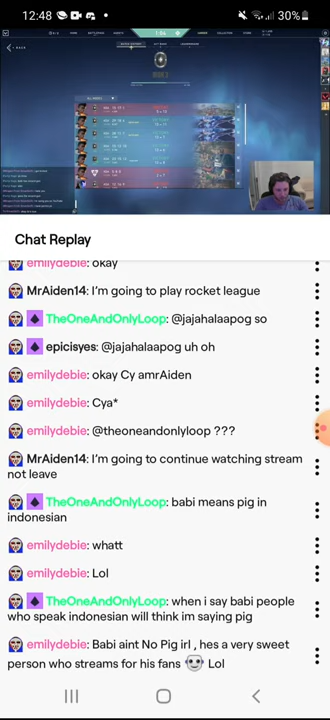 12:48
30%
1:04
Chat Replay
emilydebie: okay
MrAiden14: I'm going to play rocket league
TheOneAndOnlyLoop: @jajahalaapog so
epicisyes: @jajahalaapog uh oh
emilydebie: okay Cy amrAiden
emilydebie: Cya*
emilydebie: @theoneandonlyloop ???
MrAiden14: I'm going to continue watching stream
not leave
TheOneAndOnlyLoop: babi means pig in
indonesian
emilydebie: whatt
emilydebie: Lol
TheOneAndOnlyLoop: when i say babi people
who speak indonesian will think im saying pig
emilydebie: Babi aint No Pig irl , hes a very sweet
person who streams for his fans Lol